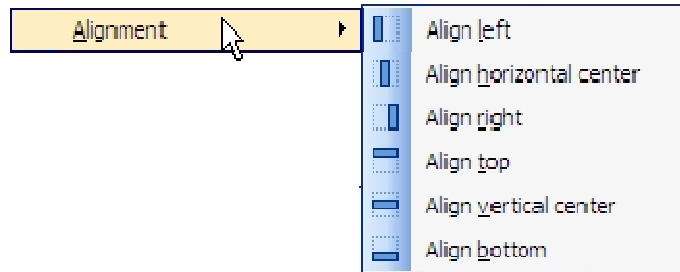 Alignment
Align left
Align horizontal center
Align right
Align top
Align vertical center
Align bottom